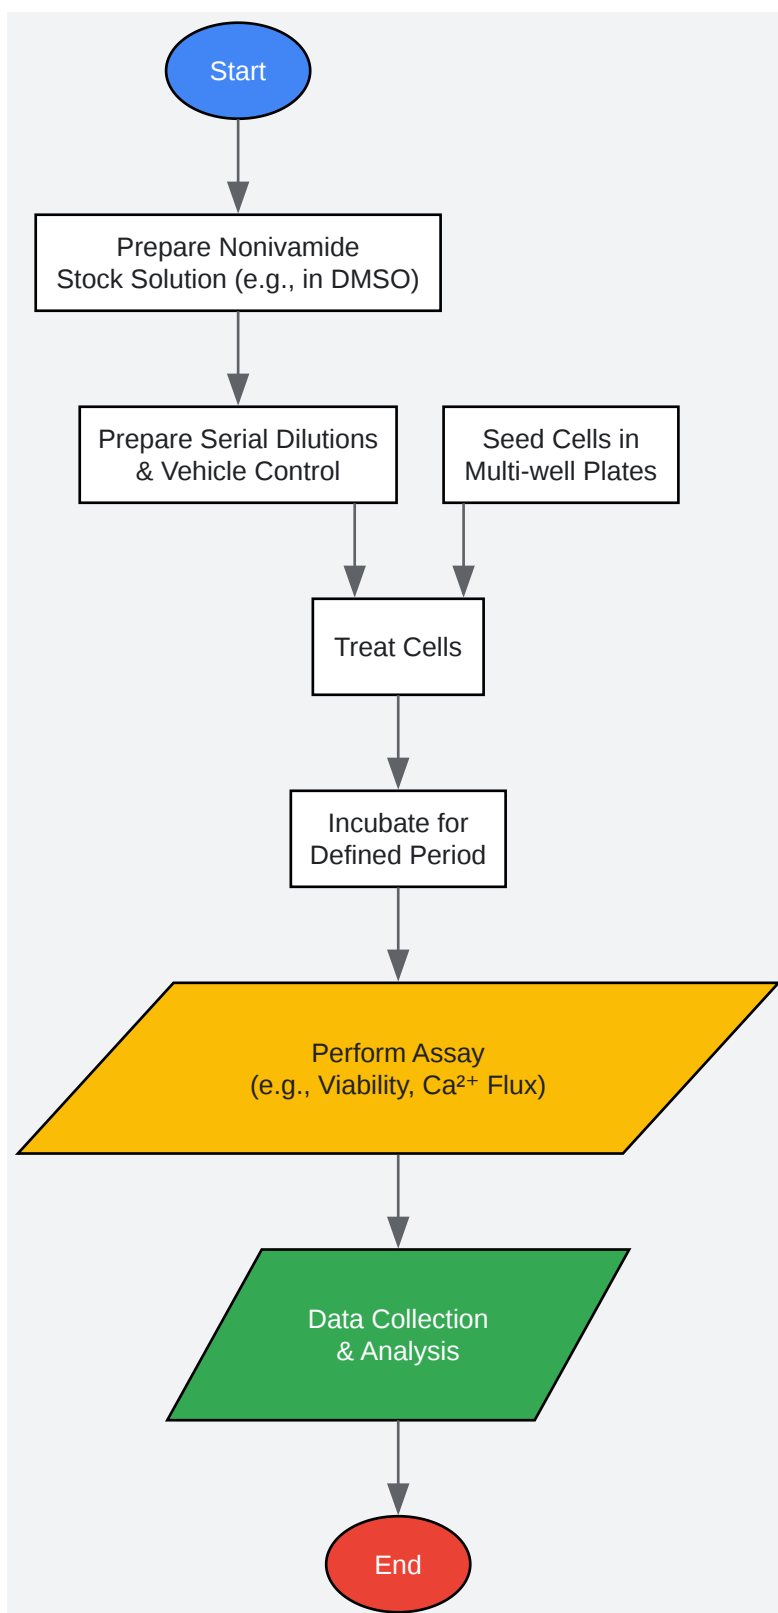 Start
Prepare Nonivamide
Stock Solution (e.g., in DMSO)
Prepare Serial Dilutions
& Vehicle Control
Seed Cells in
Multi-well Plates
Treat Cells
Incubate for
Defined Period
Perform Assay
(e.g., Viability, Ca²⁺ Flux)
Data Collection
& Analysis
End